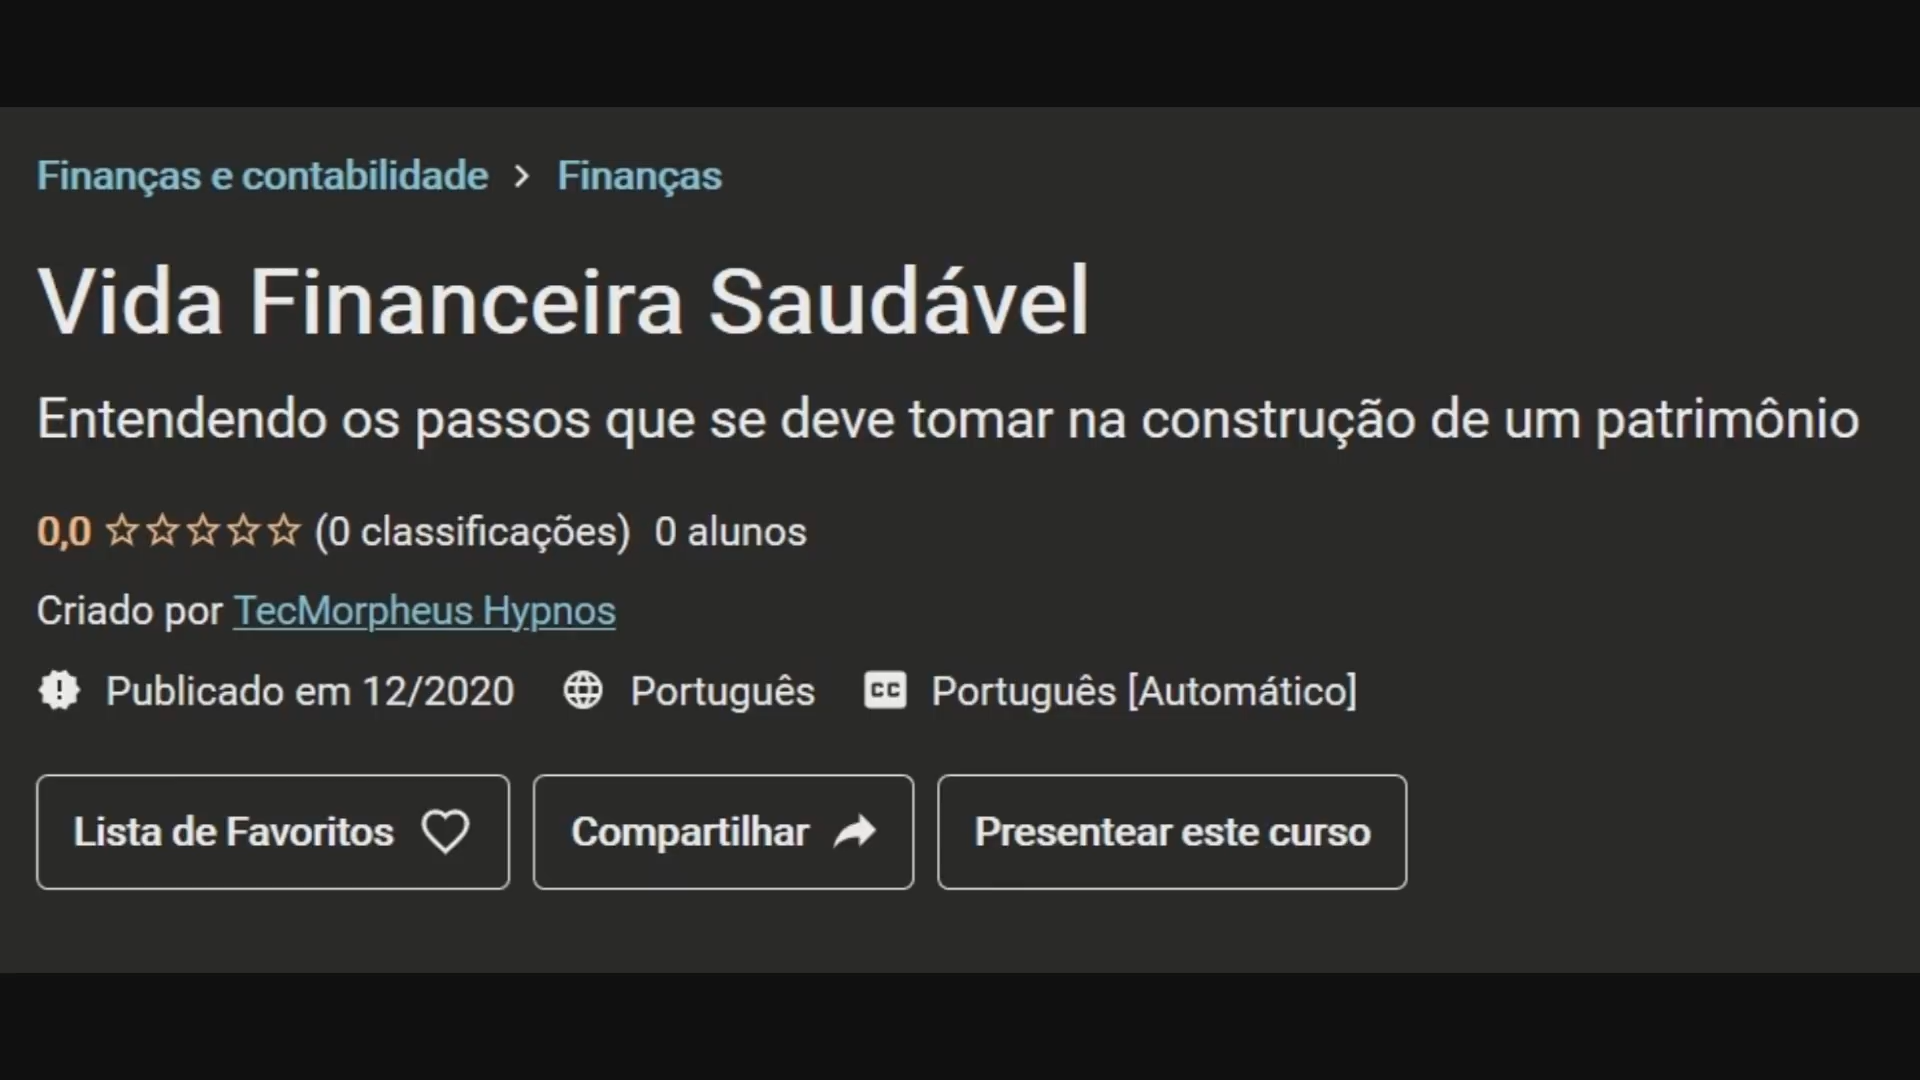 Finanças e contabilidade > Finanças
Vida Financeira Saudável
Entendendo os passos que se deve tomar na construção de um patrimônio
0,0 ☆☆☆☆☆ (0 classificações) 0 alunos
Criado por TecMorpheus Hypnos
Publicado em 12/2020 Português CC Português [Automático]
Lista de Favoritos Compartilhar Presentear este curso